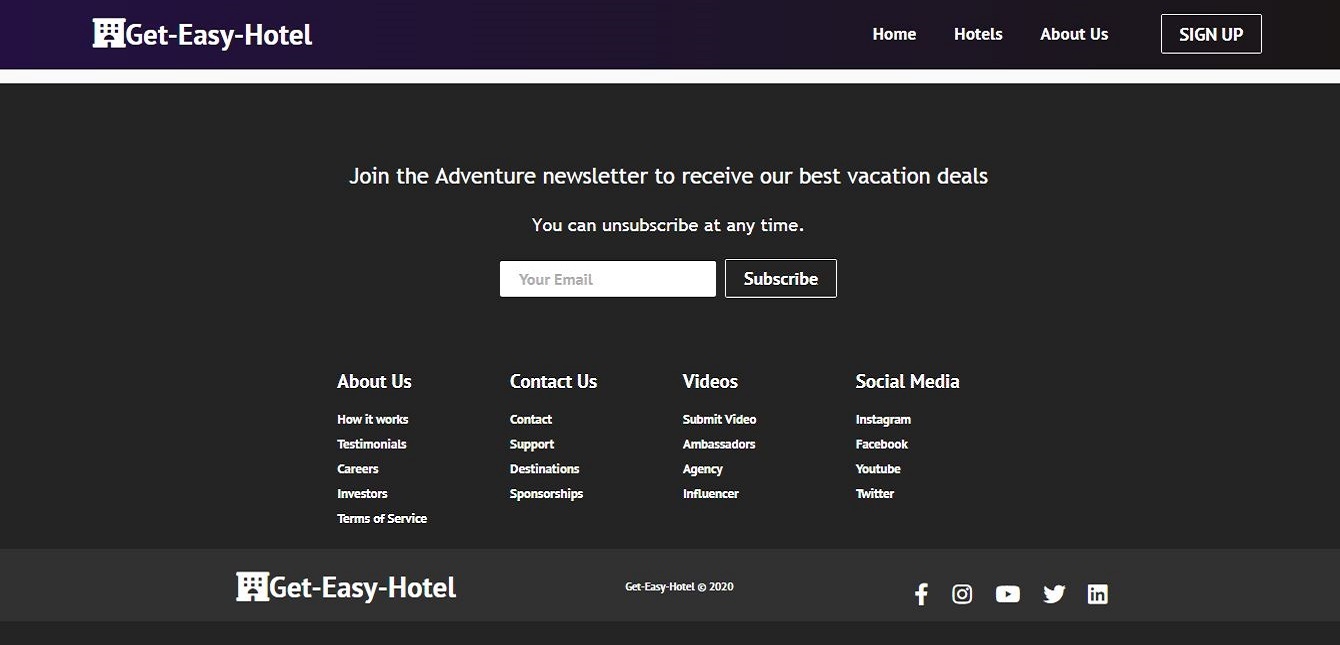 Get-Easy-Hotel
Home Hotels About Us SIGN UP
Join the Adventure newsletter to receive our best vacation deals
You can unsubscribe at any time.
Your Email Subscribe
About Us Contact Us Videos Social Media
How it works Contact Submit Video Instagram
Testimonials Support Ambassadors Facebook
Careers Destinations Agency Youtube
Investors Sponsorships Influencer Twitter
Terms of Service
Get-Easy-Hotel Get-Easy-Hotel © 2020